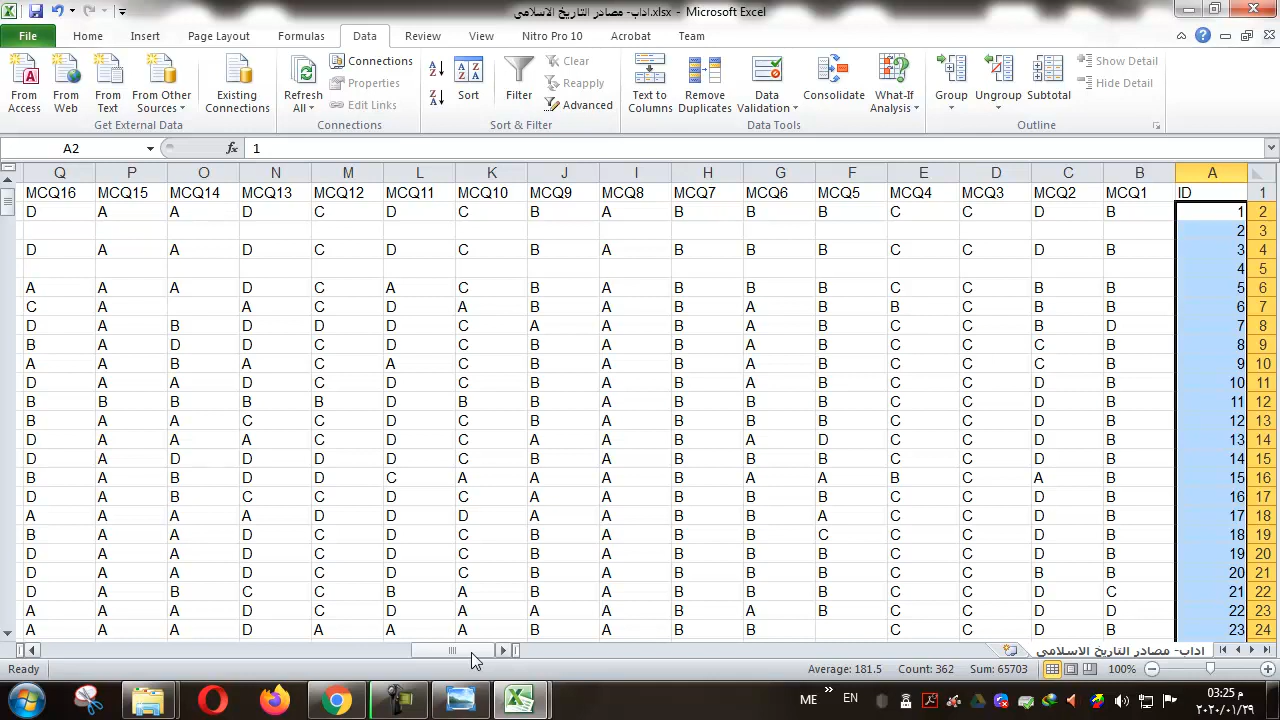 اداب- مصادر التاريخ الاسلامي.xlsx - Microsoft Excel
File Home Insert Page Layout Formulas Data Review View Nitro Pro 10 Acrobat Team
From Access From Web From Text From Other Sources Existing Connections Refresh All Connections Properties Edit Links Sort Filter Clear Reapply Advanced Text to Columns Remove Duplicates Data Validation Consolidate What-If Analysis Group Ungroup Subtotal Show Detail Hide Detail
Get External Data Connections Sort & Filter Data Tools Outline
A2 fx 1
Q P O N M L K J I H G F E D C B A
MCQ16 MCQ15 MCQ14 MCQ13 MCQ12 MCQ11 MCQ10 MCQ9 MCQ8 MCQ7 MCQ6 MCQ5 MCQ4 MCQ3 MCQ2 MCQ1 ID 1
D A A D C D C B A B B B C C D B 1 2
2 3
D A A D C D C B A B B B C C D B 3 4
4 5
A A A D C A C B A B B B C C B B 5 6
C A A C D A B A B A B B C B B 6 7
D A B D D D C A A B A B C C B D 7 8
B A D D C D C B A B A B C C C B 8 9
A A B A C A C B A B A B C C C B 9 10
D A A D C D C B A B A B C C D B 10 11
B B B B B D B B A B B B C C D B 11 12
B A A C C D C B A B B B C C D B 12 13
D A A A C D C A A B A D C C D B 13 14
D A D D D D C A A B B B C C D B 14 15
B A B D D C A A A B A A B C A B 15 16
D A B C C D C A A B B B C C D B 16 17
A A A A D D D A A B B A C C D B 17 18
B A A D C D C B A B B C C C D B 18 19
D A A D C D C B A B B B C C D B 19 20
D A A D C D C B A B B B C C B B 20 21
D A B C C B A B A B B B C C D C 21 22
A A A D C D A A A B A B C C D D 22 23
A A A D A A A B A B B C C D B 23 24
اداب- مصادر التاريخ الاسلامي
Ready Average: 181.5 Count: 362 Sum: 65703 100%
ME EN 03:25 م
٢٠٢٠/٠١/٢٩